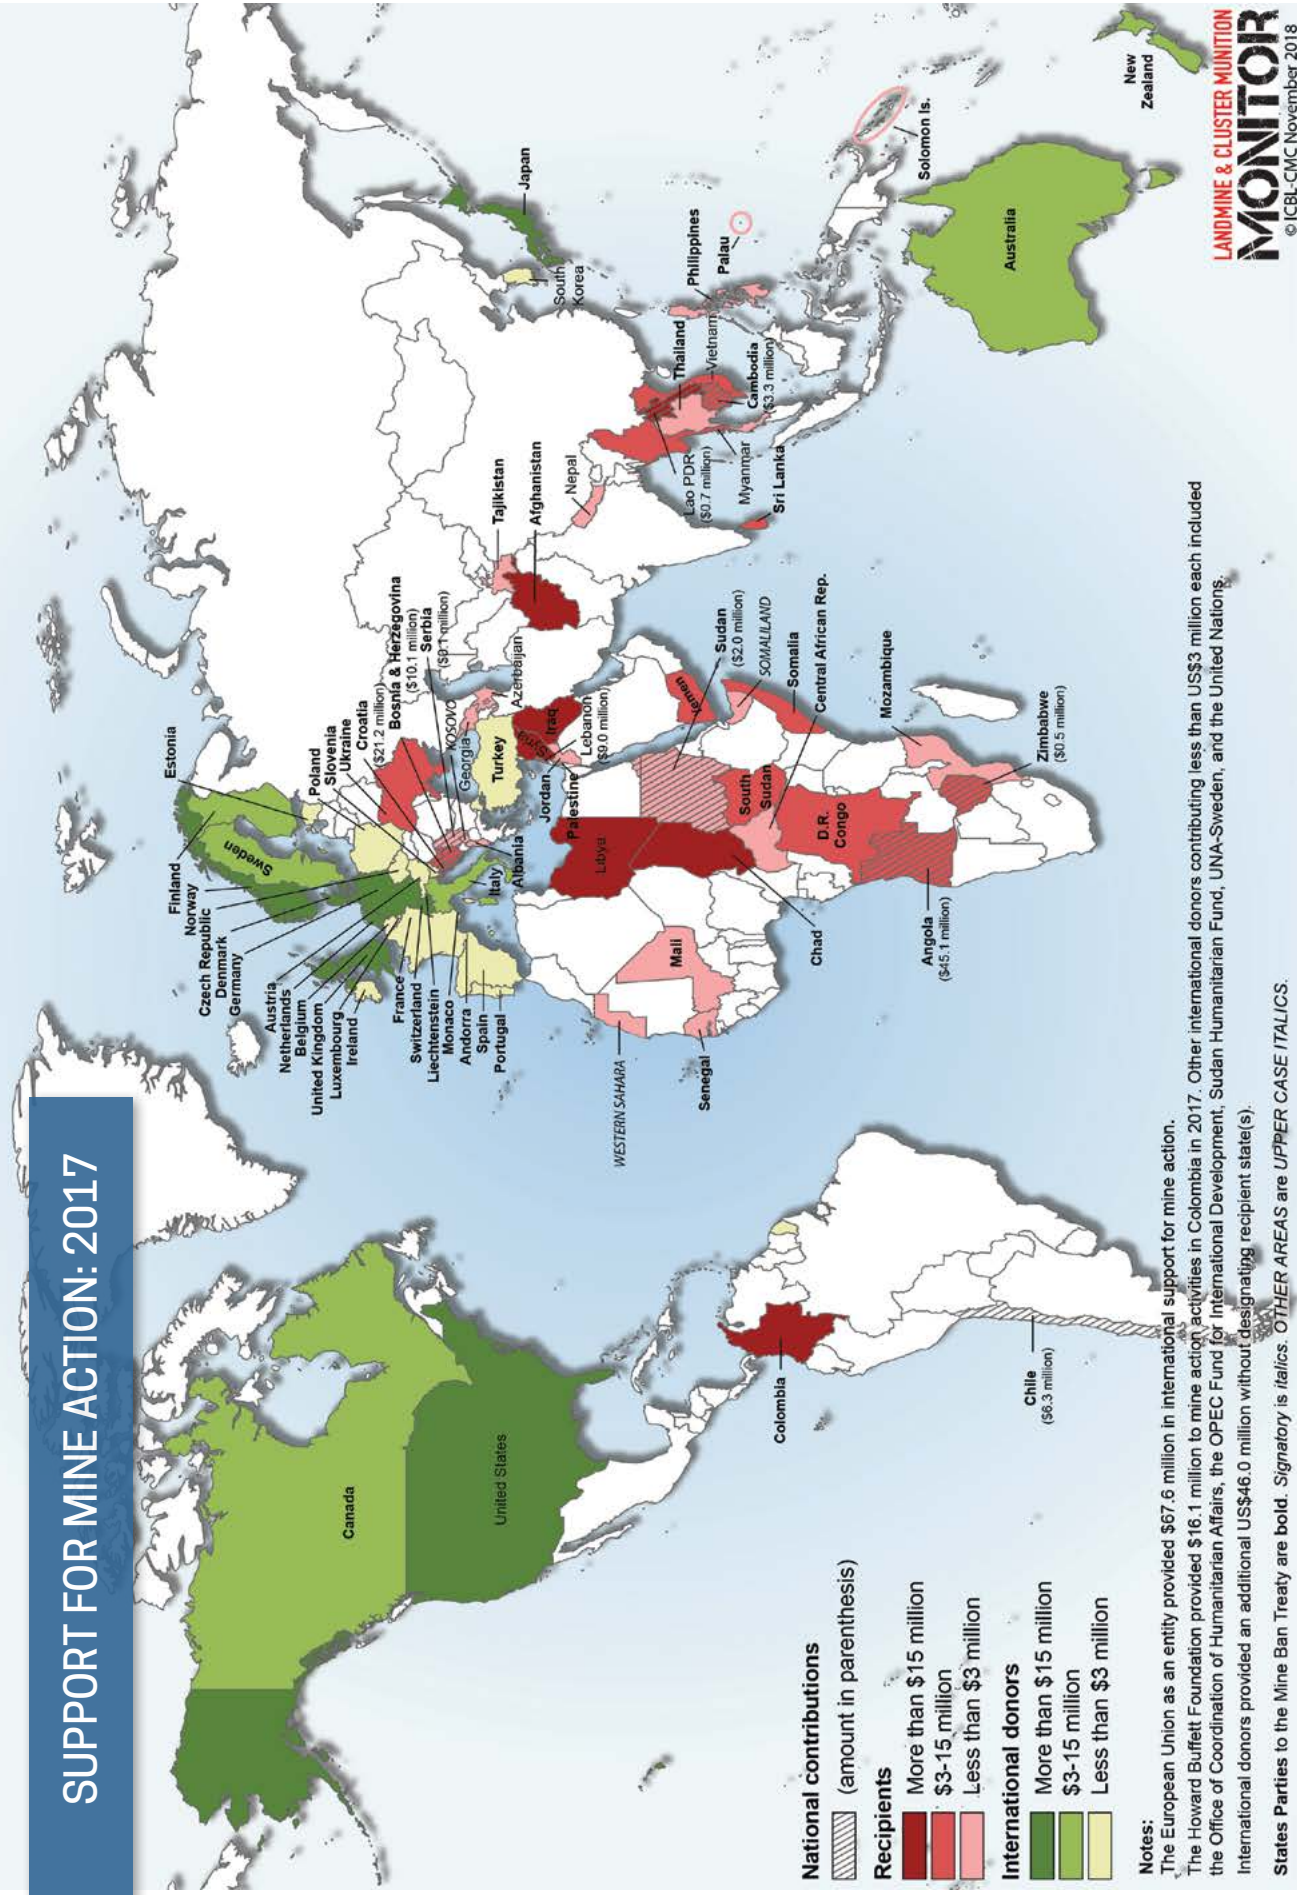 SUPPORT FOR MINE ACTION: 2017
Canada
United States
Colombia
Chile
($6.3 million)
Estonia
Finland
Norway
Czech Republic
Denmark
Germany
Austria
Netherlands
Belgium
United Kingdom
Luxembourg
Ireland
France
Switzerland
Liechtenstein
Monaco
Andorra
Spain
Portugal
Sweden
Poland
Slovenia
Ukraine
Croatia
($21.2 million)
Bosnia & Herzegovina
($10.1 million)
Serbia
($0.1 million)
KOSOVO
Georgia
Azerbaijan
Turkey
Italy
Albania
Jordan
Palestine
Syria
Iraq
Lebanon
($9.0 million)
Yemen
Tajikistan
Afghanistan
Nepal
Japan
South
Korea
Philippines
Palau
Thailand
Vietnam
Cambodia
($3.3 million)
Lao PDR
($0.7 million)
Myanmar
Sri Lanka
Solomon Is.
Australia
New
Zealand
WESTERN SAHARA
Senegal
Mali
Libya
Chad
Sudan
($2.0 million)
SOMALILAND
Somalia
Central African Rep.
South
Sudan
D.R.
Congo
Angola
($45.1 million)
Mozambique
Zimbabwe
($0.5 million)
National contributions
(amount in parenthesis)
Recipients
More than $15 million
$3-15 million
Less than $3 million
International donors
More than $15 million
$3-15 million
Less than $3 million
Notes:
The European Union as an entity provided $67.6 million in international support for mine action.
The Howard Buffett Foundation provided $16.1 million to mine action activities in Colombia in 2017. Other international donors contributing less than US$3 million each included
the Office of Coordination of Humanitarian Affairs, the OPEC Fund for International Development, Sudan Humanitarian Fund, UNA-Sweden, and the United Nations.
International donors provided an additional US$46.0 million without designating recipient state(s).
States Parties to the Mine Ban Treaty are bold. Signatory is italics. OTHER AREAS are UPPER CASE ITALICS.
LANDMINE & CLUSTER MUNITION
MONITOR
© ICBL-CMC November 2018